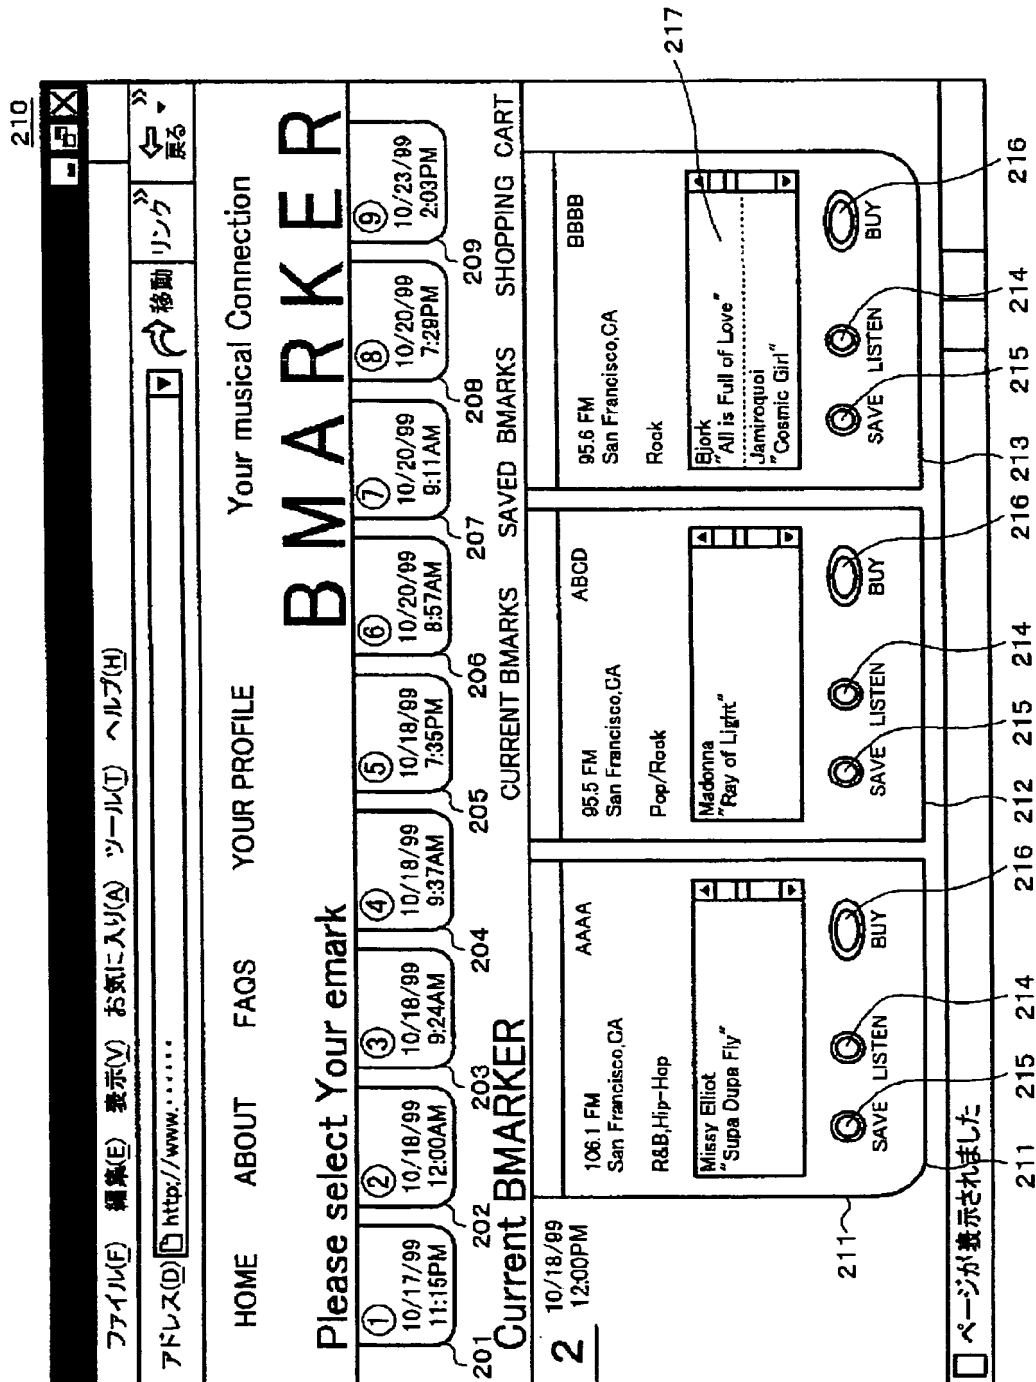 210
ファイル(F) 編集(E) 表示(V) お気に入り(A) ツール(T) ヘルプ(H)
アドレス(D) http://www.・・・・・ 移動 リンク » 戻る »
HOME ABOUT FAQS YOUR PROFILE Your musical Connection
Please select Your emark BMARKER
① ② ③ ④ ⑤ ⑥ ⑦ ⑧ ⑨
10/17/99 10/18/99 10/18/99 10/18/99 10/18/99 10/20/99 10/20/99 10/20/99 10/23/99
11:15PM 12:00AM 9:24AM 9:37AM 7:35PM 8:57AM 9:11AM 7:29PM 2:03PM
201 202 203 204 205 206 207 208 209
Current BMARKER CURRENT BMARKS SAVED BMARKS SHOPPING CART
2 10/18/99
12:00PM
AAAA
106.1 FM
San Francisco,CA
R&B,Hip-Hop
Missy Elliot
"Supa Dupa Fly"
SAVE LISTEN BUY
ABCD
95.5 FM
San Francisco,CA
Pop/Rock
Madonna
"Ray of Light"
SAVE LISTEN BUY
BBBB
95.6 FM
San Francisco,CA
Rock
Bjork
"All is Full of Love"
Jamiroquoi
"Cosmic Girl"
SAVE LISTEN BUY
217
211
ページが表示されました
211 215 214 216 212 215 214 216 213 215 214 216